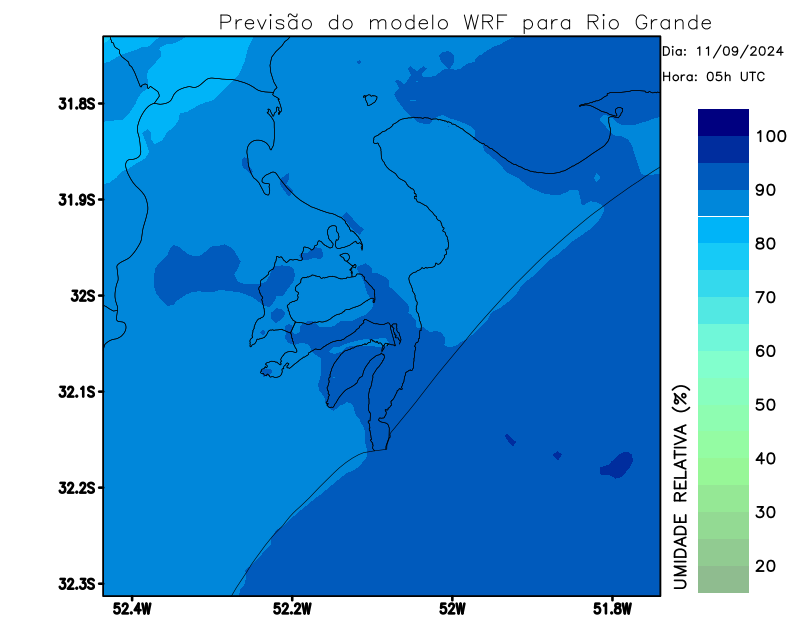 Previsão do modelo WRF para Rio Grande
Dia: 11/09/2024
Hora: 05h UTC
31.8S
31.9S
32S
32.1S
32.2S
32.3S
52.4W
52.2W
52W
51.8W
100
90
80
70
60
50
40
30
20
UMIDADE RELATIVA (%)